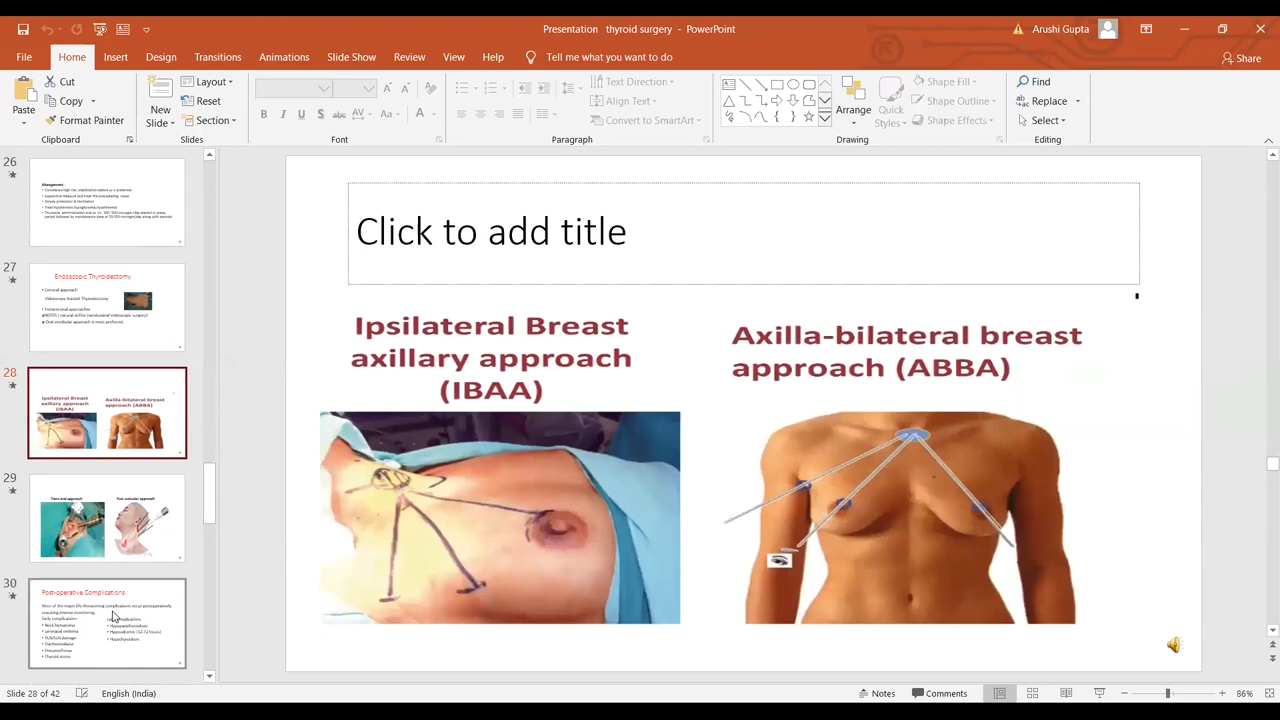 Presentation thyroid surgery - PowerPoint
Arushi Gupta
File Home Insert Design Transitions Animations Slide Show Review View Help Tell me what you want to do Share
Paste
Cut
Copy
Format Painter
Clipboard
New Slide
Layout
Reset
Section
Slides
B I U S abc AV Aa A
Font
Text Direction
Align Text
Convert to SmartArt
Paragraph
Arrange
Quick Styles
Shape Fill
Shape Outline
Shape Effects
Drawing
Find
Replace
Select
Editing
26
Management
27
Endoscopic Thyroidectomy
28
Ipsilateral Breast
axillary approach
(IBAA)
Axilla-bilateral breast
approach (ABBA)
29
30
Post-operative Complications
Click to add title
Ipsilateral Breast
axillary approach
(IBAA)
Axilla-bilateral breast
approach (ABBA)
Slide 28 of 42 English (India) Notes Comments 86%